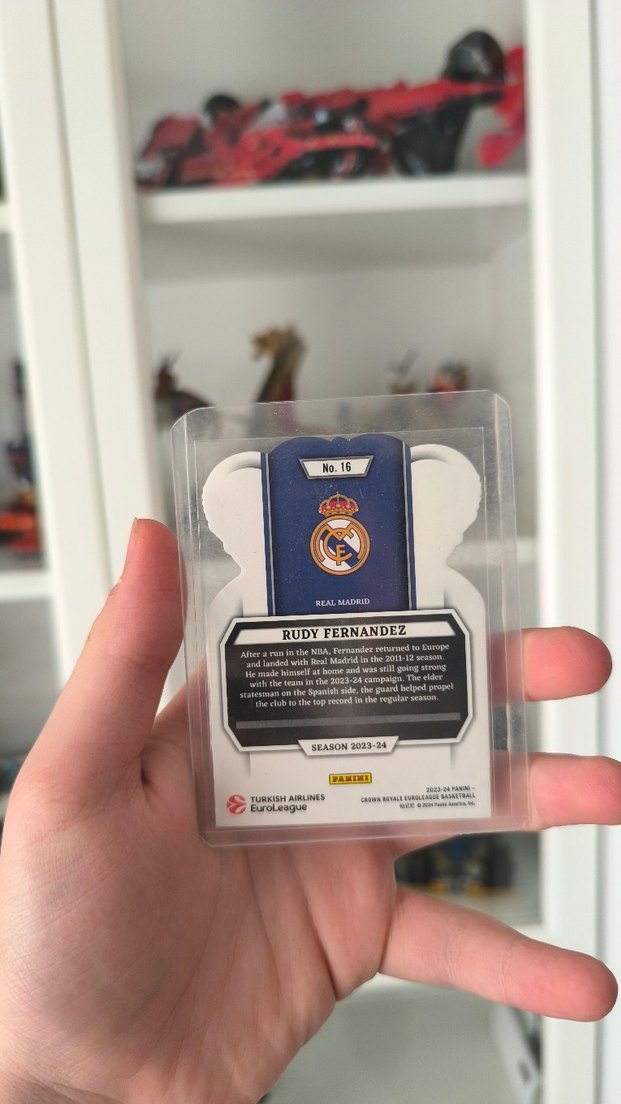 No. 16
REAL MADRID
RUDY FERNANDEZ
After a run in the NBA, Fernandez returned to Europe
and landed with Real Madrid in the 2011-12 season.
He made himself at home and was still going strong
with the team in the 2023-24 campaign. The elder
statesman on the Spanish side, the guard helped propel
the club to the top record in the regular season.
SEASON 2023-24
PANINI
TURKISH AIRLINES
EuroLeague
2023-24 PANINI –
CROWN ROYALE EUROLEAGUE BASKETBALL
© 2024 Panini America, Inc.